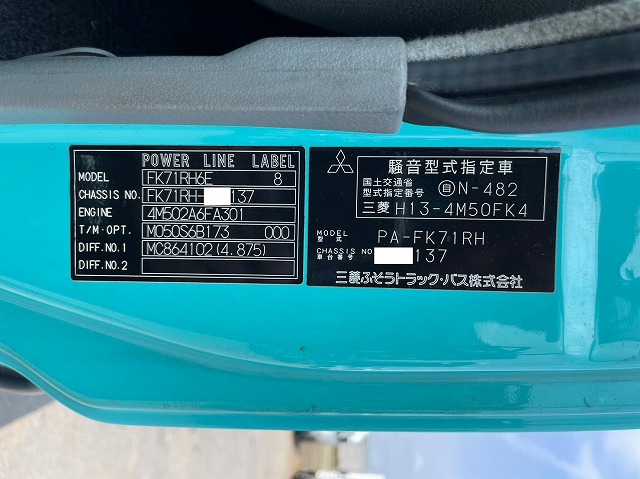 POWER LINE LABEL
MODEL FK71RH6E 8
CHASSIS NO. FK71RH- 137
ENGINE 4M502A6FA301
T/M・OPT. M050S6B173 000
DIFF.NO.1 MC864102(4.875)
DIFF.NO.2
騒音型式指定車
国土交通省
型式指定番号 自N-482
三菱 H13-4M50FK4
MODEL
型式 PA-FK71RH
CHASSIS NO
車台番号 137
三菱ふそうトラック・バス株式会社